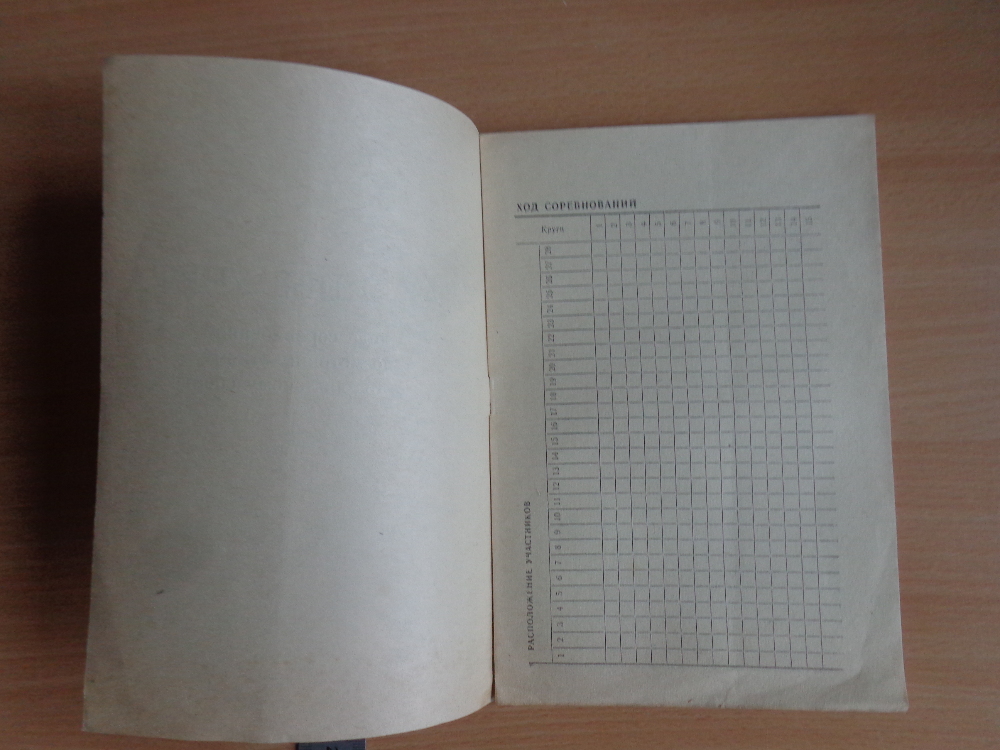 ХОД СОРЕВНОВАНИЙ
Круги 1 2 3 4 5 6 7 8 9 10 11 12 13 14 15
РАСПОЛОЖЕНИЕ УЧАСТНИКОВ
1 2 3 4 5 6 7 8 9 10 11 12 13 14 15 16 17 18 19 20 21 22 23 24 25 26 27 28